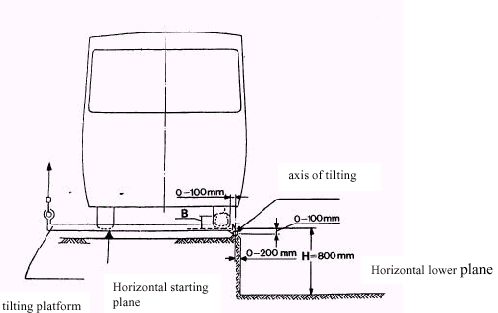 0-100mm
axis of tilting
B
0-100mm
0-200 mm
H=800mm
Horizontal lower plane
Horizontal starting
plane
tilting platform